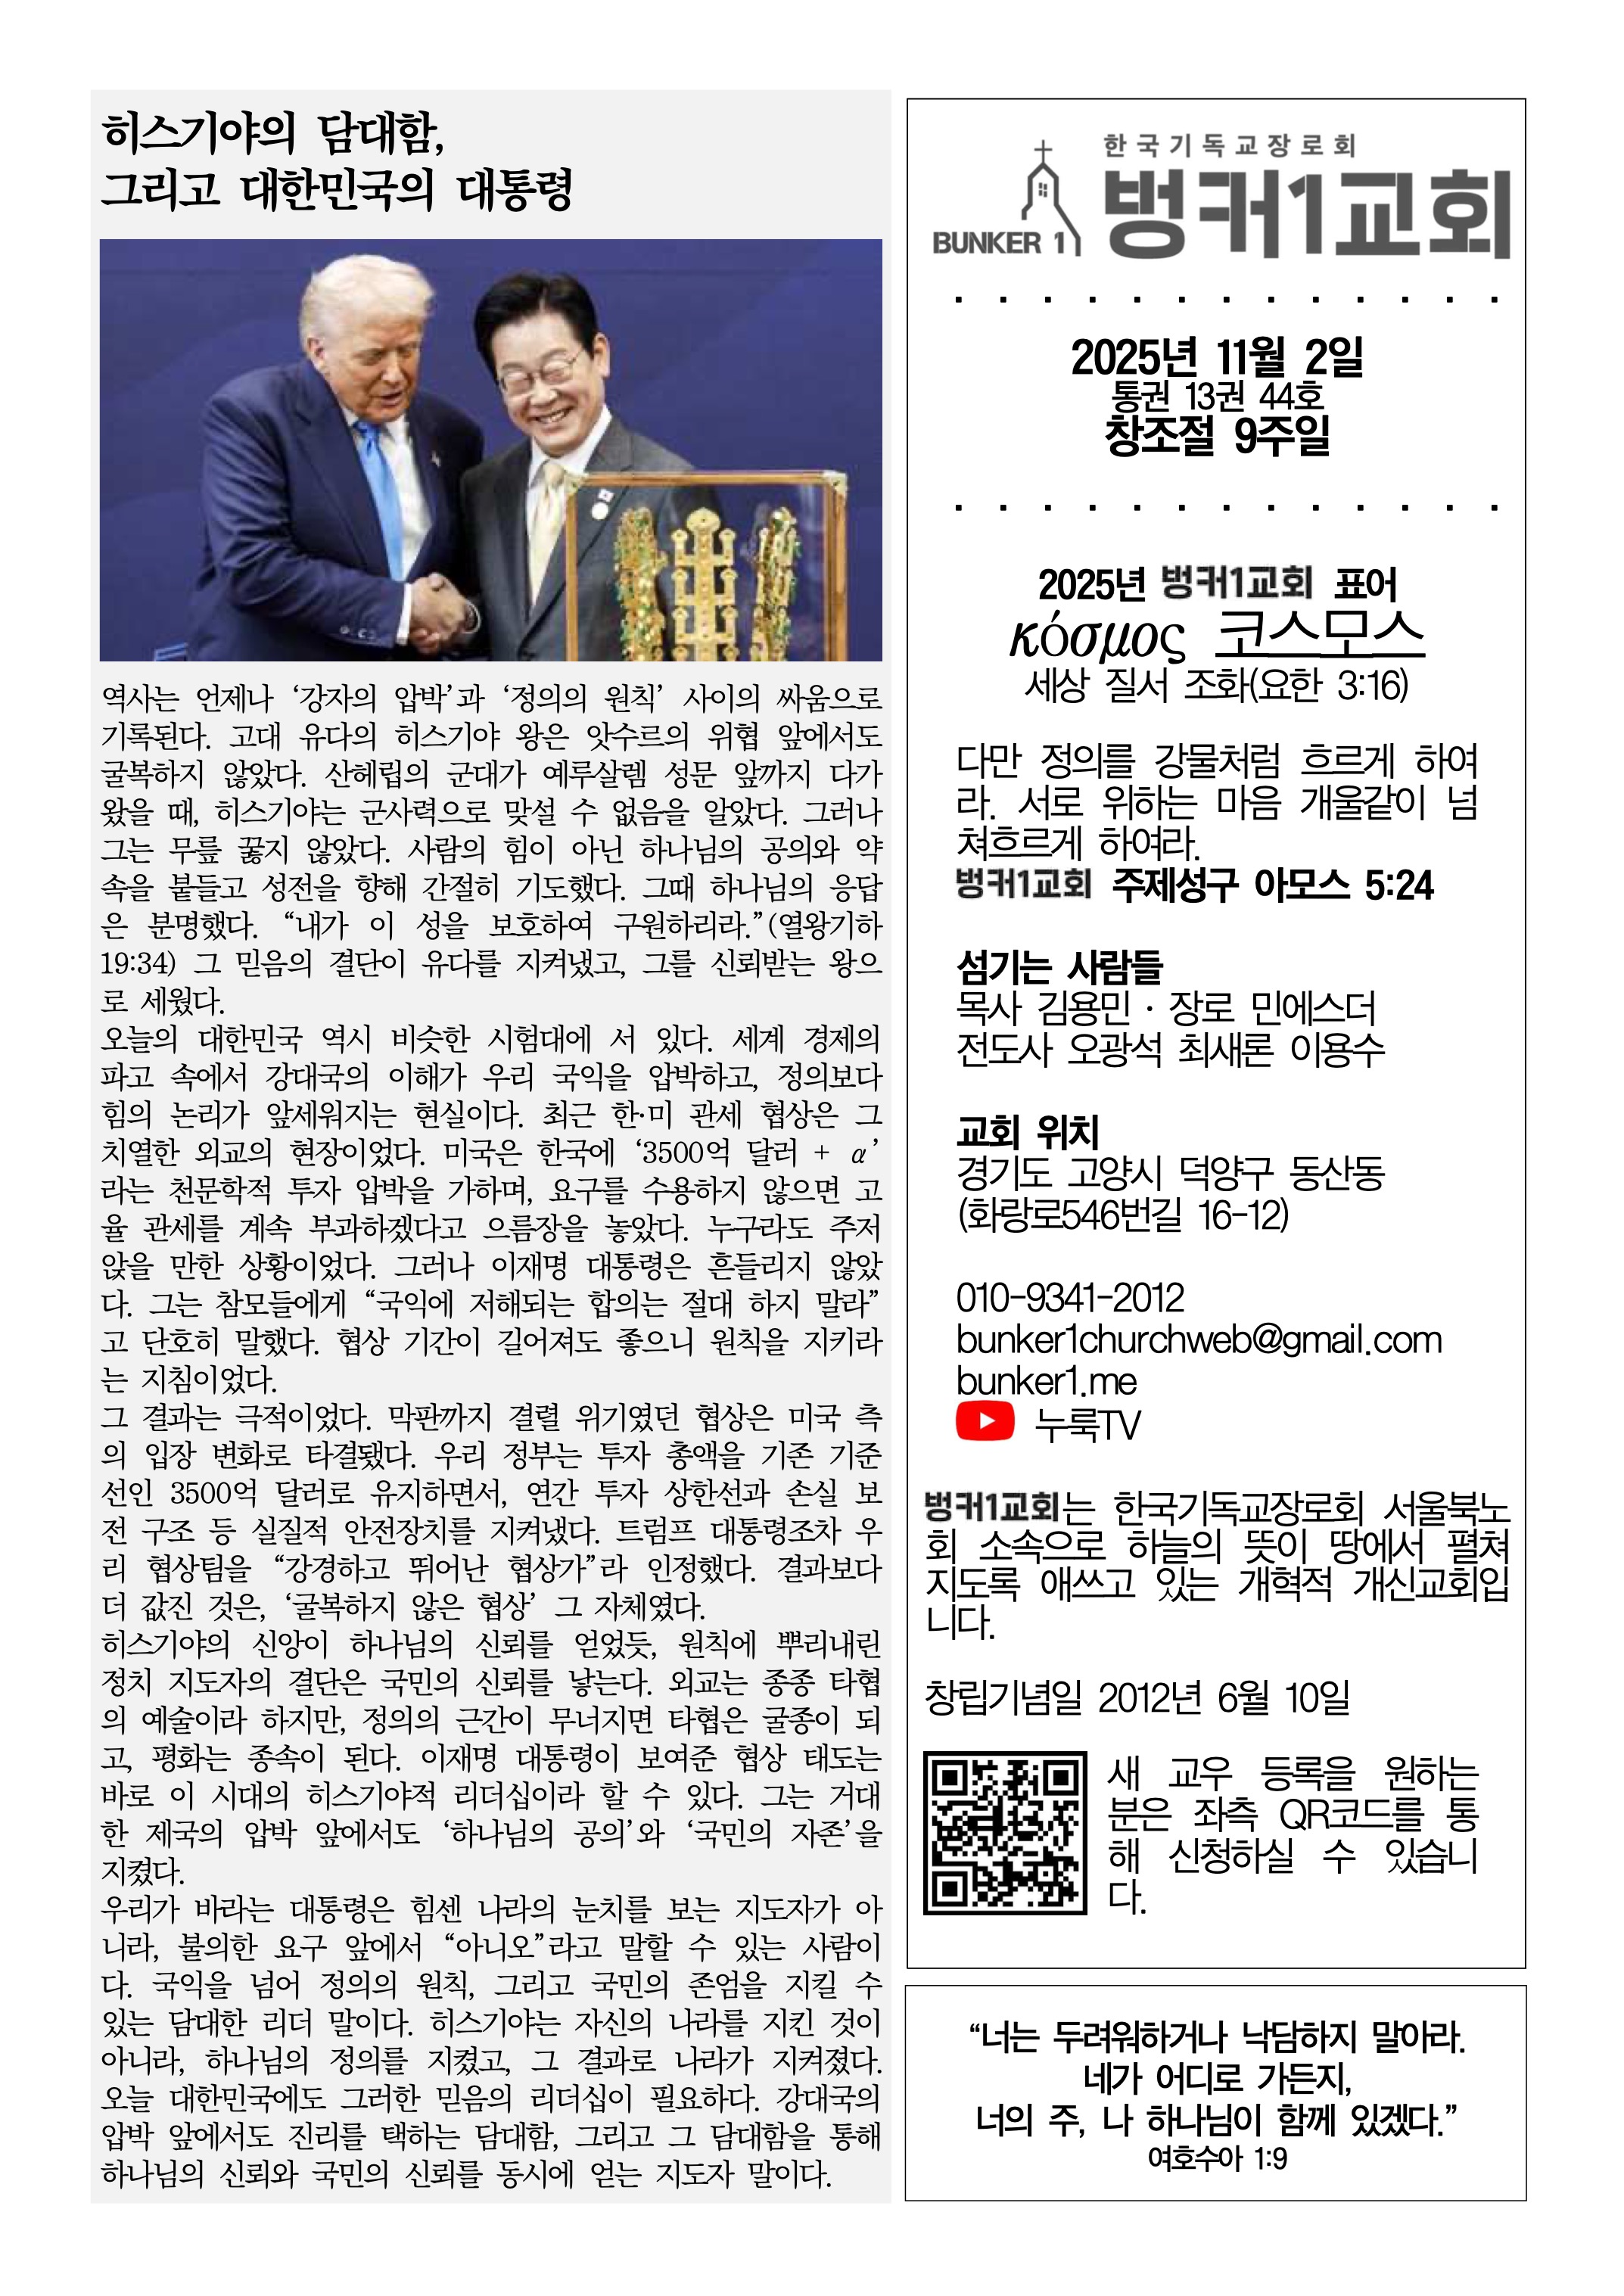 히스기야의 담대함,
그리고 대한민국의 대통령
역사는 언제나 ‘강자의 압박’과 ‘정의의 원칙’ 사이의 싸움으로
기록된다. 고대 유다의 히스기야 왕은 앗수르의 위협 앞에서도
굴복하지 않았다. 산헤립의 군대가 예루살렘 성문 앞까지 다가
왔을 때, 히스기야는 군사력으로 맞설 수 없음을 알았다. 그러나
그는 무릎 꿇지 않았다. 사람의 힘이 아닌 하나님의 공의와 약
속을 붙들고 성전을 향해 간절히 기도했다. 그때 하나님의 응답
은 분명했다. “내가 이 성을 보호하여 구원하리라.”(열왕기하
19:34) 그 믿음의 결단이 유다를 지켜냈고, 그를 신뢰받는 왕으
로 세웠다.
오늘의 대한민국 역시 비슷한 시험대에 서 있다. 세계 경제의
파고 속에서 강대국의 이해가 우리 국익을 압박하고, 정의보다
힘의 논리가 앞세워지는 현실이다. 최근 한·미 관세 협상은 그
치열한 외교의 현장이었다. 미국은 한국에 ‘3500억 달러 + α’
라는 천문학적 투자 압박을 가하며, 요구를 수용하지 않으면 고
율 관세를 계속 부과하겠다고 으름장을 놓았다. 누구라도 주저
앉을 만한 상황이었다. 그러나 이재명 대통령은 흔들리지 않았
다. 그는 참모들에게 “국익에 저해되는 합의는 절대 하지 말라”
고 단호히 말했다. 협상 기간이 길어져도 좋으니 원칙을 지키라
는 지침이었다.
그 결과는 극적이었다. 막판까지 결렬 위기였던 협상은 미국 측
의 입장 변화로 타결됐다. 우리 정부는 투자 총액을 기존 기준
선인 3500억 달러로 유지하면서, 연간 투자 상한선과 손실 보
전 구조 등 실질적 안전장치를 지켜냈다. 트럼프 대통령조차 우
리 협상팀을 “강경하고 뛰어난 협상가”라 인정했다. 결과보다
더 값진 것은, ‘굴복하지 않은 협상’ 그 자체였다.
히스기야의 신앙이 하나님의 신뢰를 얻었듯, 원칙에 뿌리내린
정치 지도자의 결단은 국민의 신뢰를 낳는다. 외교는 종종 타협
의 예술이라 하지만, 정의의 근간이 무너지면 타협은 굴종이 되
고, 평화는 종속이 된다. 이재명 대통령이 보여준 협상 태도는
바로 이 시대의 히스기야적 리더십이라 할 수 있다. 그는 거대
한 제국의 압박 앞에서도 ‘하나님의 공의’와 ‘국민의 자존’을
지켰다.
우리가 바라는 대통령은 힘센 나라의 눈치를 보는 지도자가 아
니라, 불의한 요구 앞에서 “아니오”라고 말할 수 있는 사람이
다. 국익을 넘어 정의의 원칙, 그리고 국민의 존엄을 지킬 수
있는 담대한 리더 말이다. 히스기야는 자신의 나라를 지킨 것이
아니라, 하나님의 정의를 지켰고, 그 결과로 나라가 지켜졌다.
오늘 대한민국에도 그러한 믿음의 리더십이 필요하다. 강대국의
압박 앞에서도 진리를 택하는 담대함, 그리고 그 담대함을 통해
하나님의 신뢰와 국민의 신뢰를 동시에 얻는 지도자 말이다.
한국기독교장로회
BUNKER 1 벙커1교회
2025년 11월 2일
통권 13권 44호
창조절 9주일
2025년 벙커1교회 표어
κόσμος 코스모스
세상 질서 조화(요한 3:16)
다만 정의를 강물처럼 흐르게 하여
라. 서로 위하는 마음 개울같이 넘
쳐흐르게 하여라.
벙커1교회 주제성구 아모스 5:24
섬기는 사람들
목사 김용민 · 장로 민에스더
전도사 오광석 최새론 이용수
교회 위치
경기도 고양시 덕양구 동산동
(화랑로546번길 16-12)
010-9341-2012
bunker1churchweb@gmail.com
bunker1.me
누룩TV
벙커1교회는 한국기독교장로회 서울북노
회 소속으로 하늘의 뜻이 땅에서 펼쳐
지도록 애쓰고 있는 개혁적 개신교회입
니다.
창립기념일 2012년 6월 10일
새 교우 등록을 원하는
분은 좌측 QR코드를 통
해 신청하실 수 있습니
다.
“너는 두려워하거나 낙담하지 말아라.
네가 어디로 가든지,
너의 주, 나 하나님이 함께 있겠다.”
여호수아 1:9